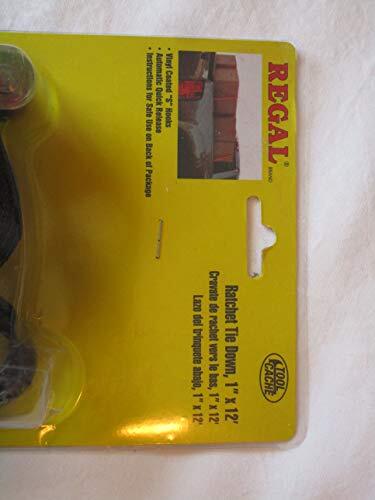 REGAL®
BRAND
• Vinyl Coated "S" Hooks
• Automatic Quick Release
• Instructions for Safe Use on Back of Package
Ratchet Tie Down, 1" x 12'
Cravate de rachet vers le bas, 1" x 12'
Lazo del trinquete abajo, 1" x 12'
TOOL
CACHE